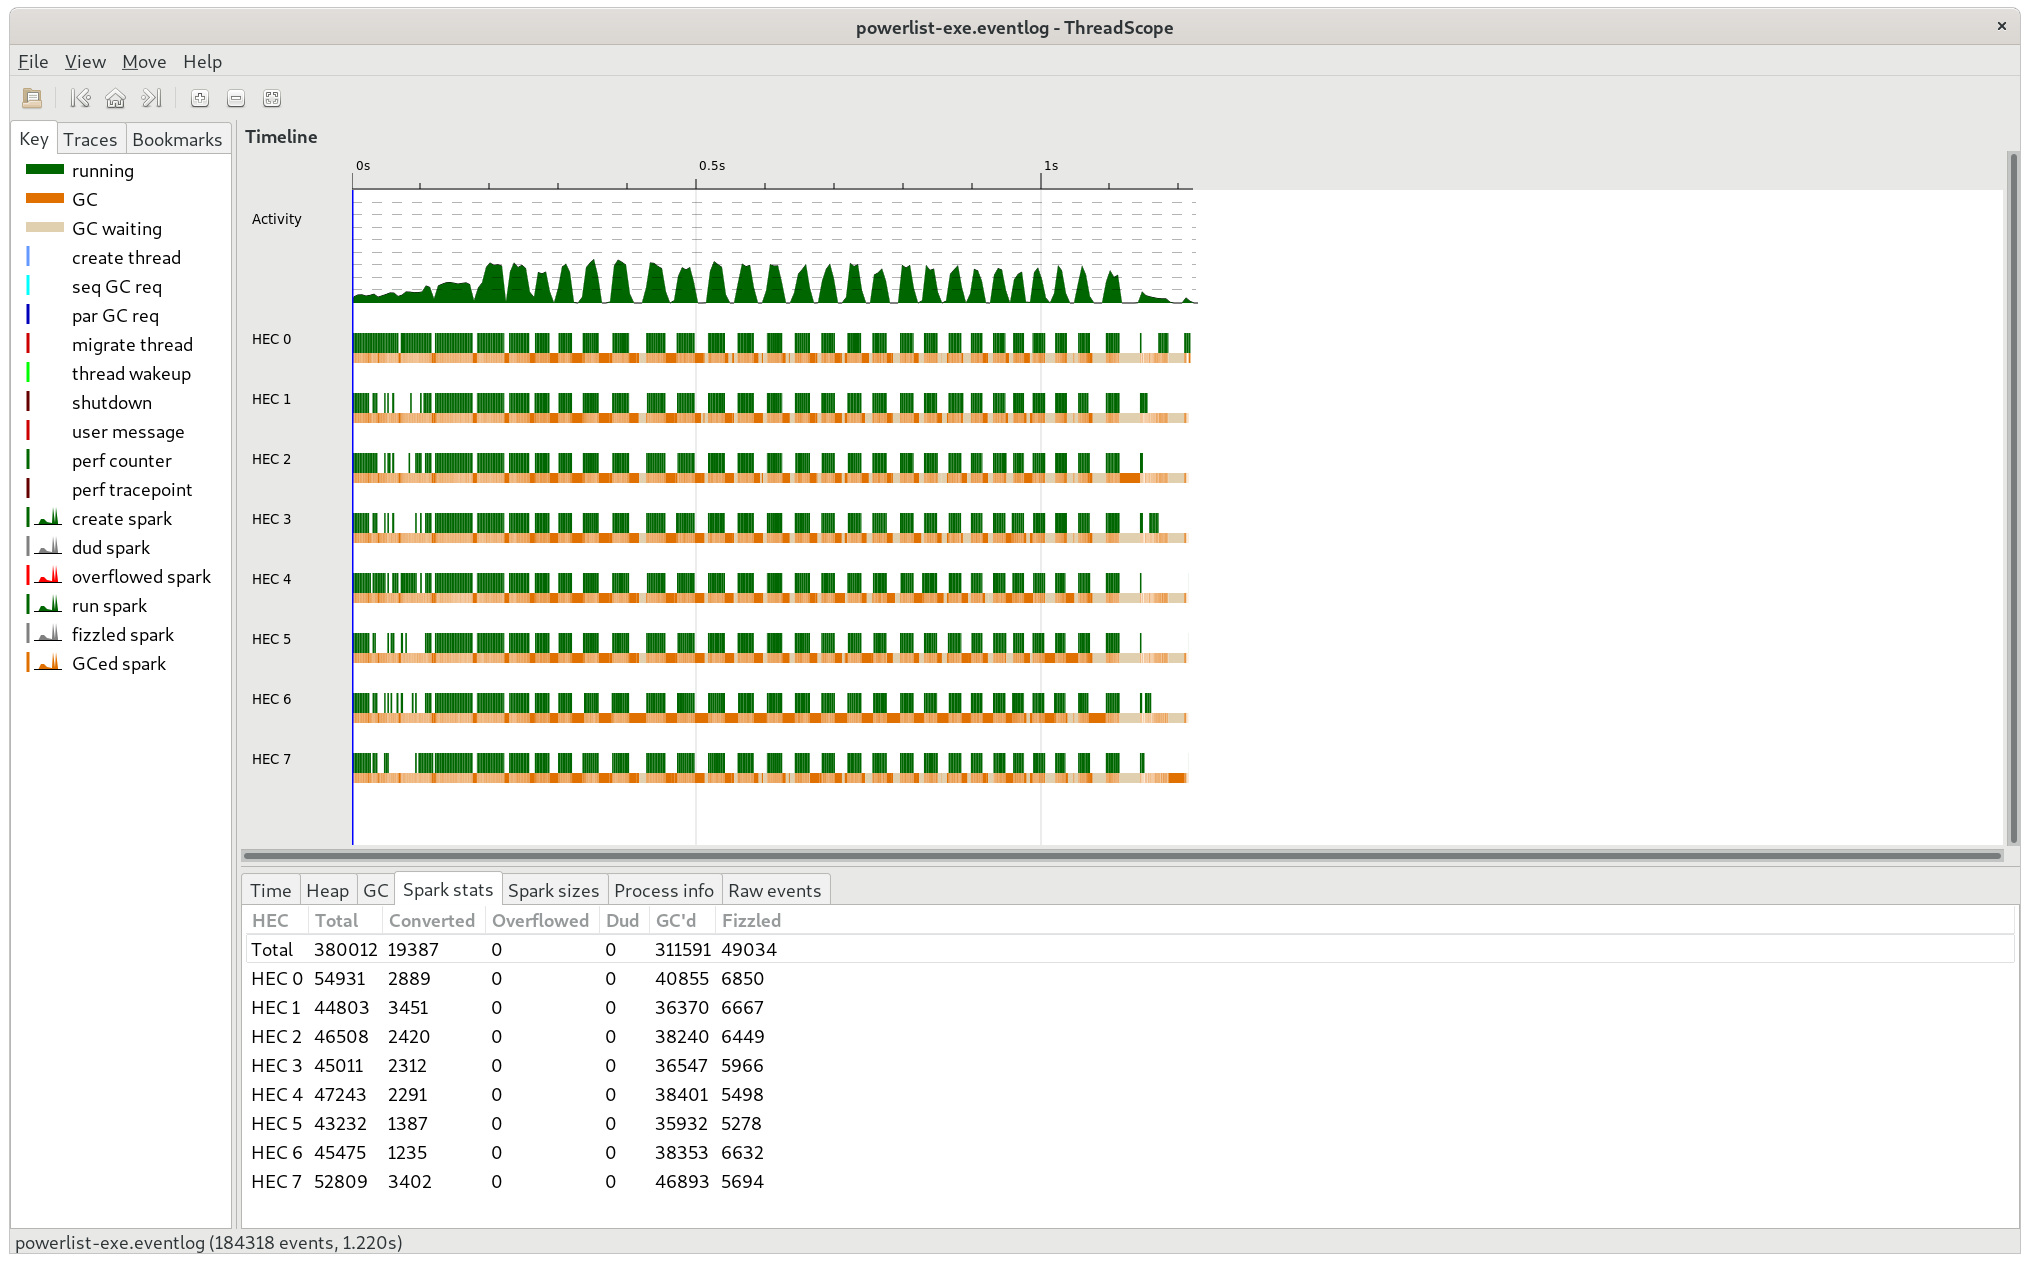 powerlist-exe.eventlog - ThreadScope
File View Move Help
Key Traces Bookmarks
running
GC
GC waiting
create thread
seq GC req
par GC req
migrate thread
thread wakeup
shutdown
user message
perf counter
perf tracepoint
create spark
dud spark
overflowed spark
run spark
fizzled spark
GCed spark
Timeline
0s 0.5s 1s
Activity
HEC 0
HEC 1
HEC 2
HEC 3
HEC 4
HEC 5
HEC 6
HEC 7
Time Heap GC Spark stats Spark sizes Process info Raw events
HEC Total Converted Overflowed Dud GC'd Fizzled
Total 380012 19387 0 0 311591 49034
HEC 0 54931 2889 0 0 40855 6850
HEC 1 44803 3451 0 0 36370 6667
HEC 2 46508 2420 0 0 38240 6449
HEC 3 45011 2312 0 0 36547 5966
HEC 4 47243 2291 0 0 38401 5498
HEC 5 43232 1387 0 0 35932 5278
HEC 6 45475 1235 0 0 38353 6632
HEC 7 52809 3402 0 0 46893 5694
powerlist-exe.eventlog (184318 events, 1.220s)